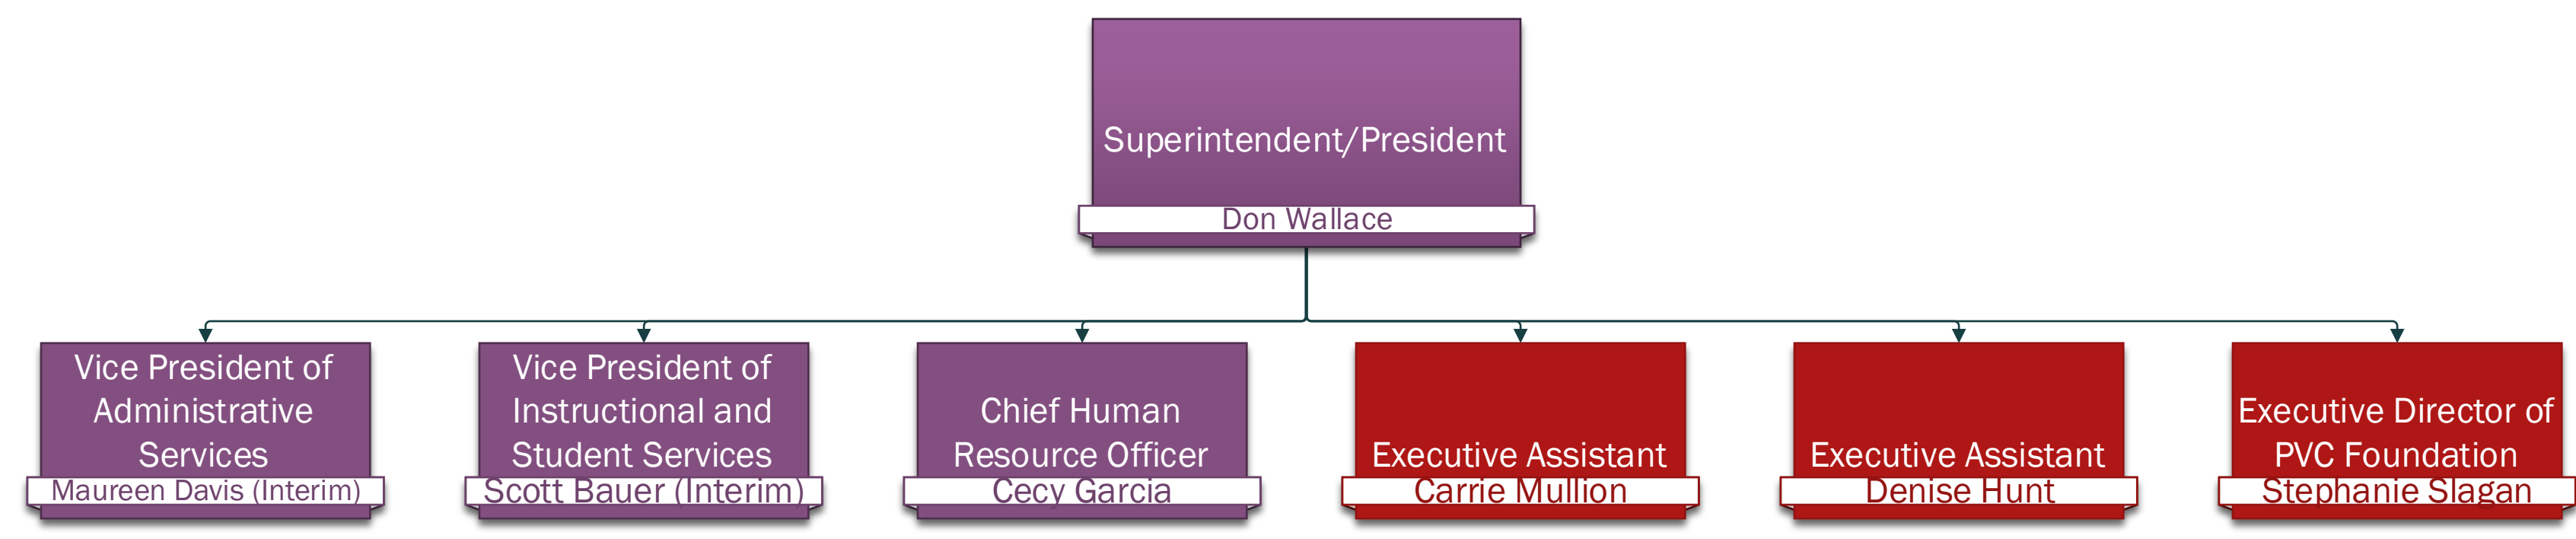 Superintendent/President
Don Wallace
Vice President of
Administrative
Services
Maureen Davis (Interim)
Vice President of
Instructional and
Student Services
Scott Bauer (Interim)
Chief Human
Resource Officer
Cecy Garcia
Executive Assistant
Carrie Mullion
Executive Assistant
Denise Hunt
Executive Director of
PVC Foundation
Stephanie Slagan